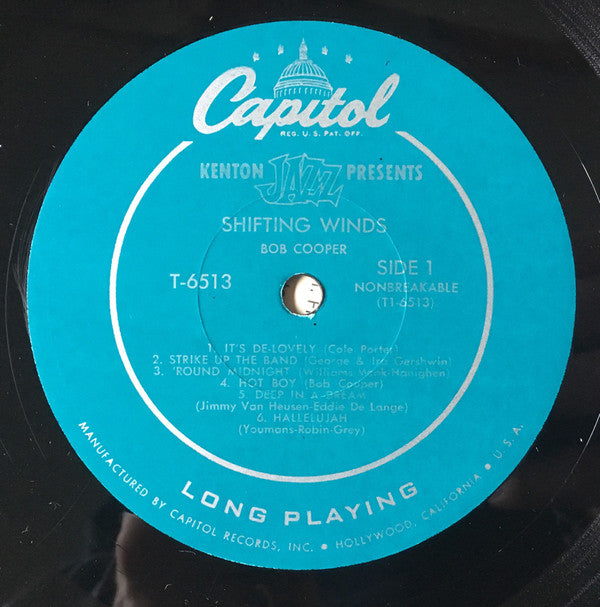 Capitol
REG. U.S. PAT. OFF.
KENTON JAZZ PRESENTS
SHIFTING WINDS
BOB COOPER
T-6513
SIDE 1
NONBREAKABLE
(T1-6513)
1. IT'S DE-LOVELY (Cole Porter)
2. STRIKE UP THE BAND (George & Ira Gershwin)
3. 'ROUND MIDNIGHT (Williams-Monk-Hanighen)
4. HOT BOY (Bob Cooper)
5. DEEP IN A DREAM
(Jimmy Van Heusen-Eddie De Lange)
6. HALLELUJAH
(Youmans-Robin-Grey)
LONG PLAYING
MANUFACTURED BY CAPITOL RECORDS, INC. • HOLLYWOOD, CALIFORNIA • U.S.A.